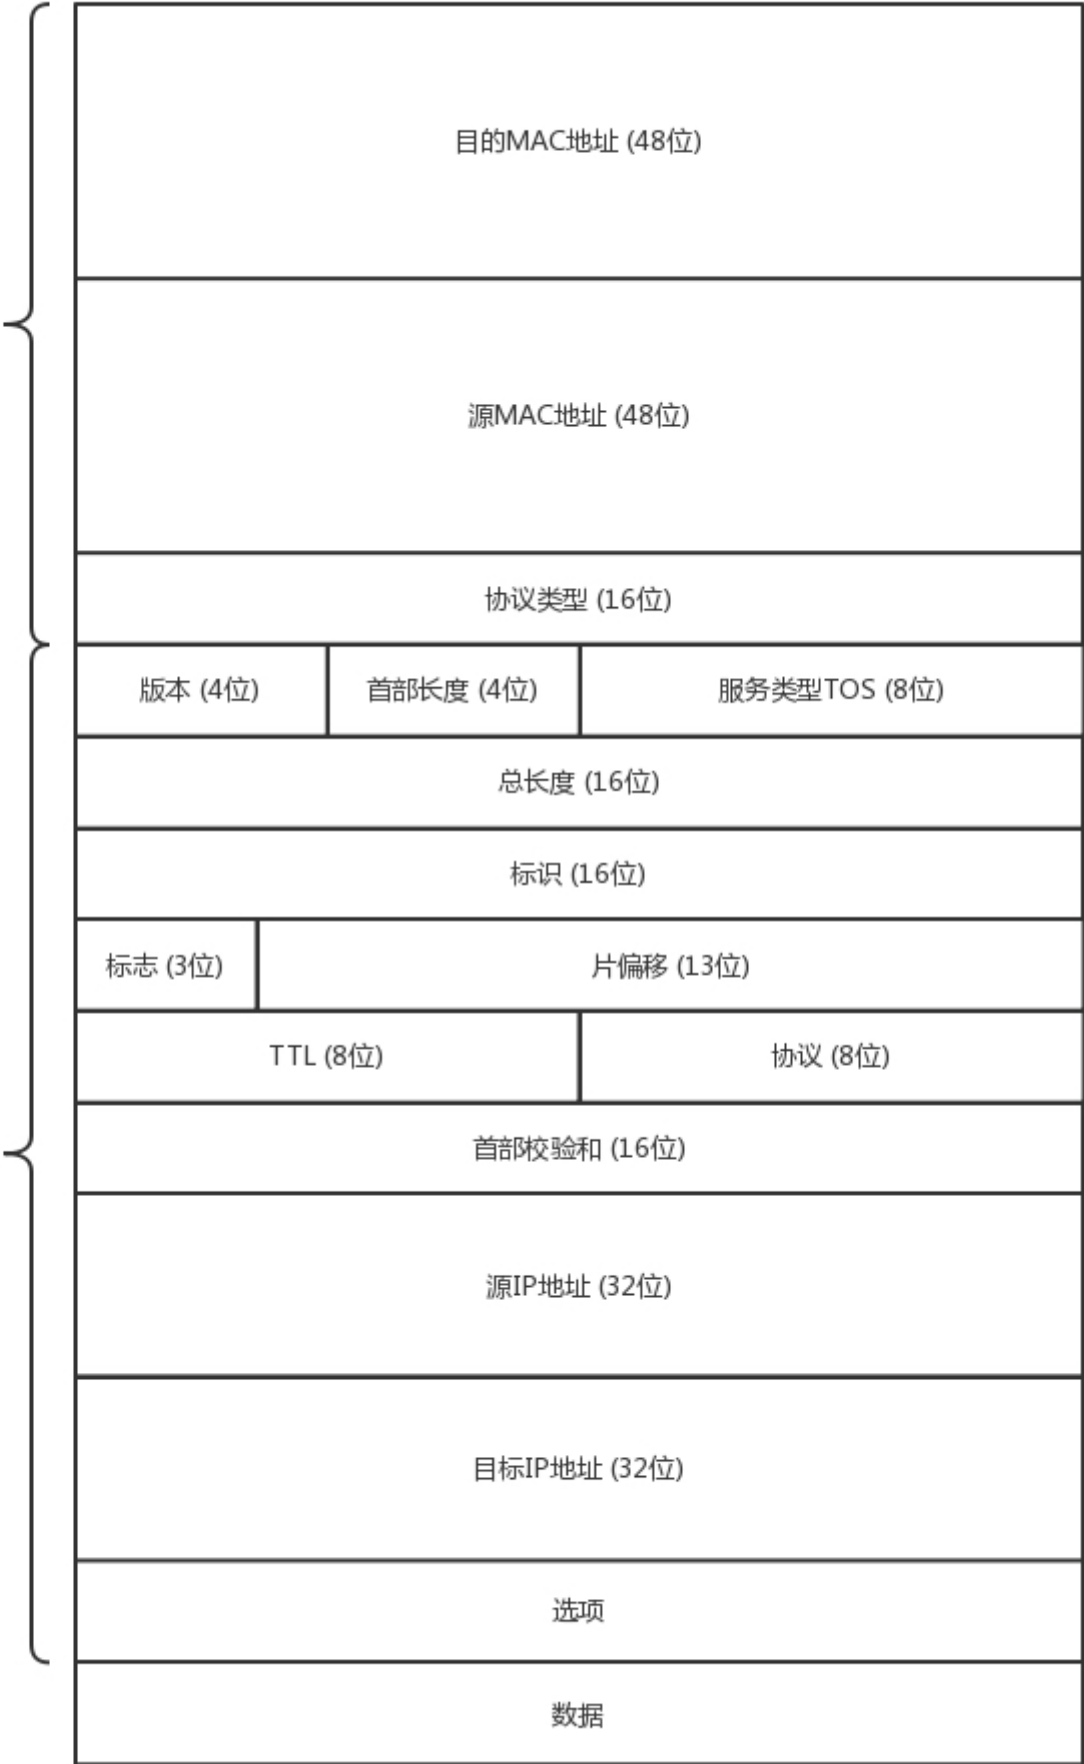 目的MAC地址 (48位)
源MAC地址 (48位)
协议类型 (16位)
版本 (4位) 首部长度 (4位) 服务类型TOS (8位)
总长度 (16位)
标识 (16位)
标志 (3位) 片偏移 (13位)
TTL (8位) 协议 (8位)
首部校验和 (16位)
源IP地址 (32位)
目标IP地址 (32位)
选项
数据